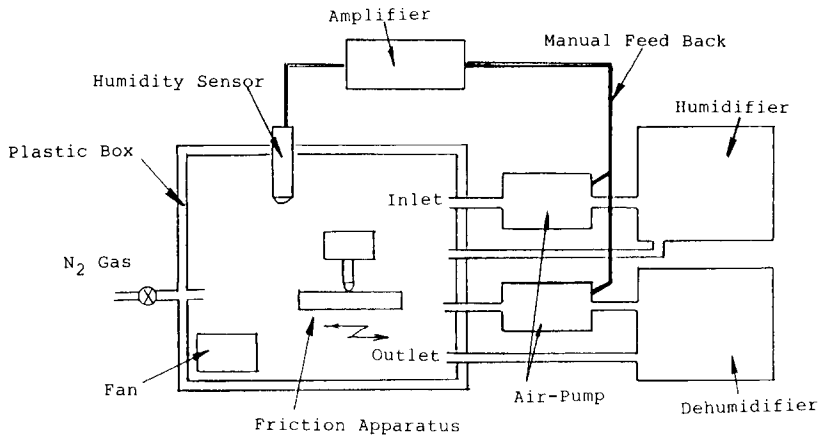 Amplifier
Manual Feed Back
Humidity Sensor
Humidifier
Plastic Box
Inlet
N2 Gas
Outlet
Fan
Air-Pump
Dehumidifier
Friction Apparatus